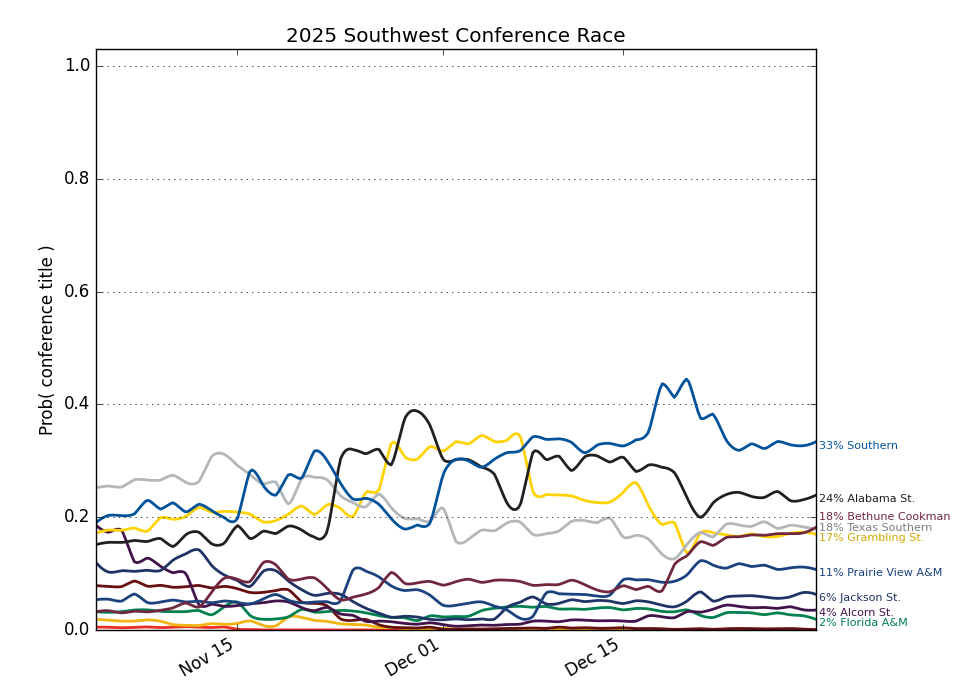 2025 Southwest Conference Race
Prob( conference title )
1.0
0.8
0.6
0.4
0.2
0.0
Nov 15
Dec 01
Dec 15
33% Southern
24% Alabama St.
18% Bethune Cookman
18% Texas Southern
17% Grambling St.
11% Prairie View A&M
6% Jackson St.
4% Alcorn St.
2% Florida A&M